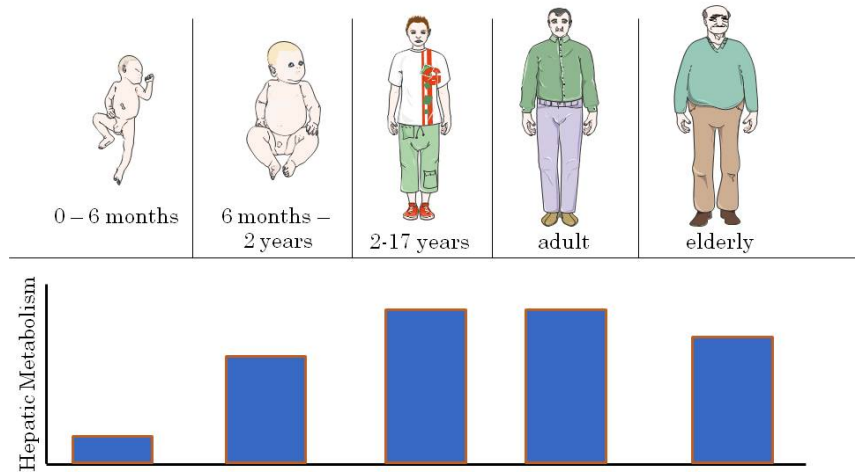 0 – 6 months
6 months –
2 years
2-17 years
adult
elderly
Hepatic Metabolism